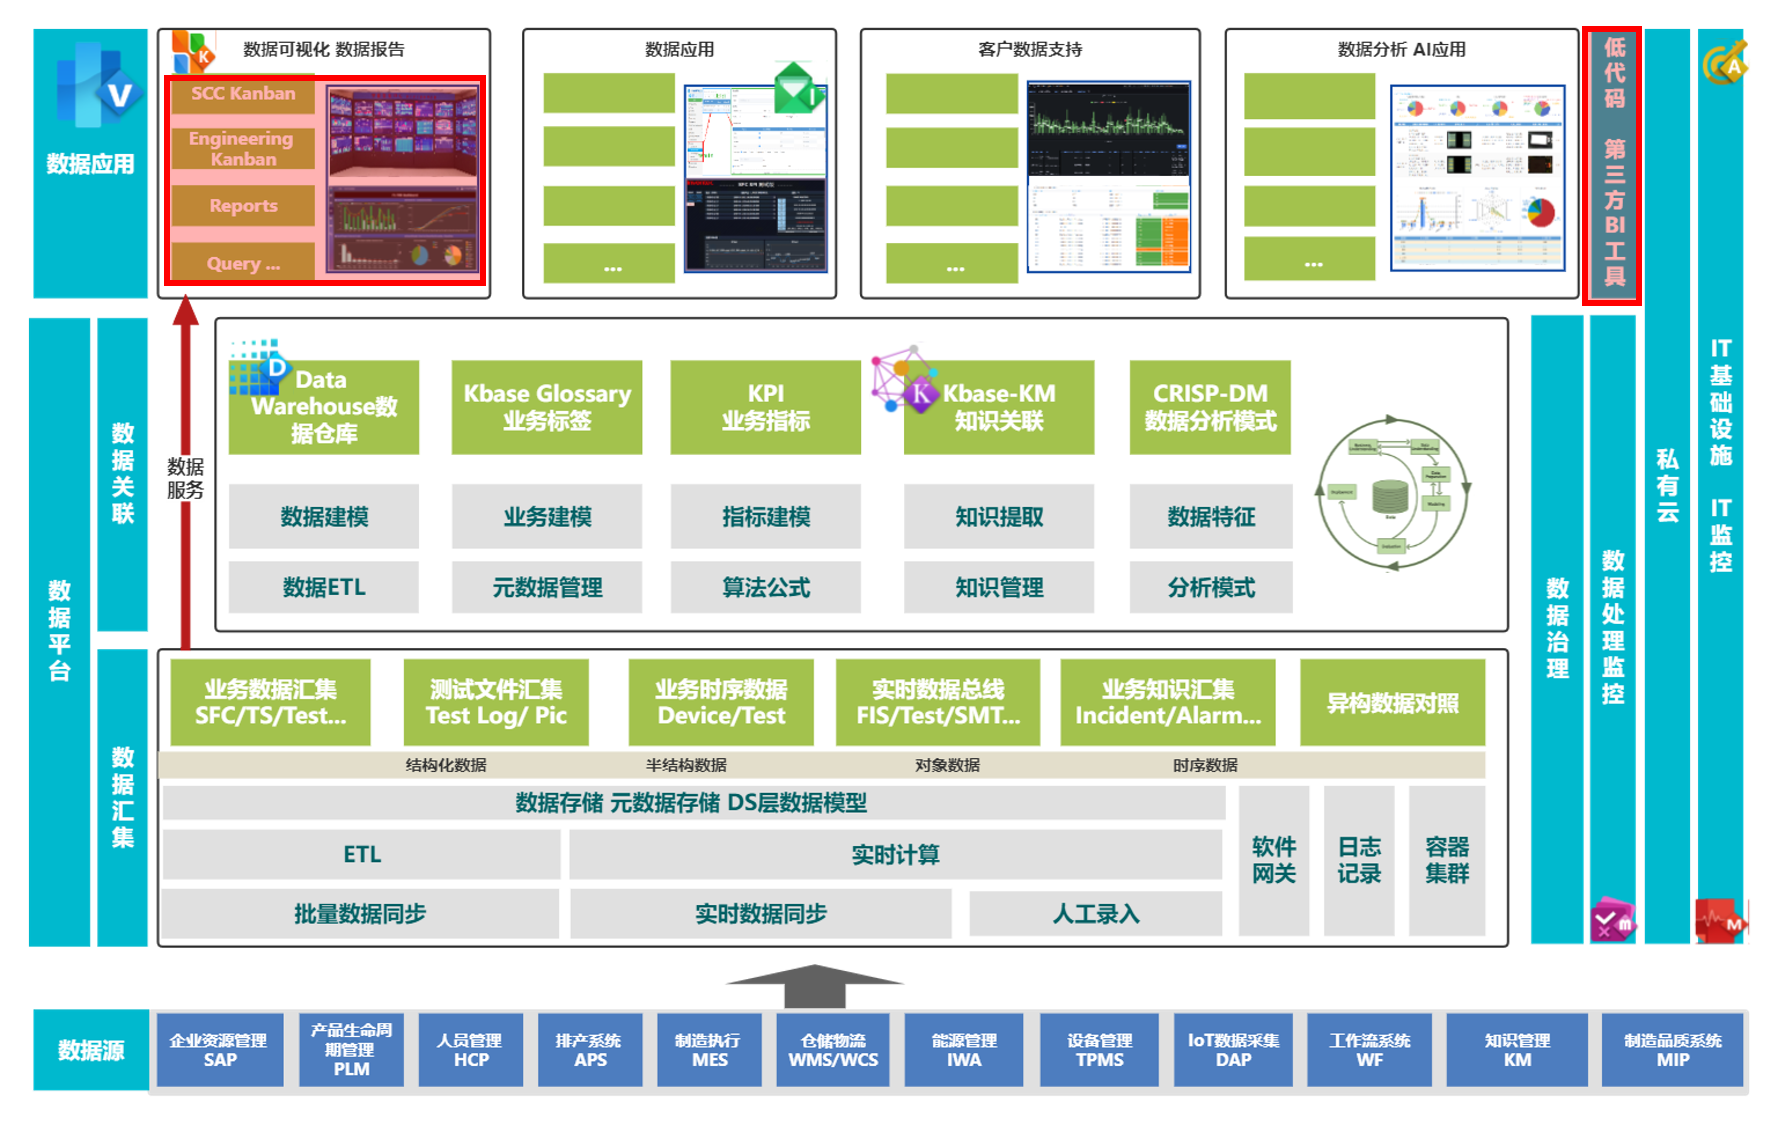 数据可视化 数据报告
数据应用
客户数据支持
数据分析 AI应用
数据应用
V
K
SCC Kanban
Engineering
Kanban
Reports
Query ...
...
...
...
低代码 第三方BI工具
私有云
IT基础设施 IT监控
A
数据平台
数据关联
数据
服务
D
Data
Warehouse数
据仓库
Kbase Glossary
业务标签
KPI
业务指标
K
Kbase-KM
知识关联
CRISP-DM
数据分析模式
数据建模
业务建模
指标建模
知识提取
数据特征
数据ETL
元数据管理
算法公式
知识管理
分析模式
数据治理
数据处理监控
数据汇集
业务数据汇集
SFC/TS/Test...
测试文件汇集
Test Log/ Pic
业务时序数据
Device/Test
实时数据总线
FIS/Test/SMT...
业务知识汇集
Incident/Alarm...
异构数据对照
结构化数据
半结构数据
对象数据
时序数据
数据存储 元数据存储 DS层数据模型
ETL
实时计算
批量数据同步
实时数据同步
人工录入
软件
网关
日志
记录
容器
集群
m
M
数据源
企业资源管理
SAP
产品生命周
期管理
PLM
人员管理
HCP
排产系统
APS
制造执行
MES
仓储物流
WMS/WCS
能源管理
IWA
设备管理
TPMS
IoT数据采集
DAP
工作流系统
WF
知识管理
KM
制造品质系统
MIP